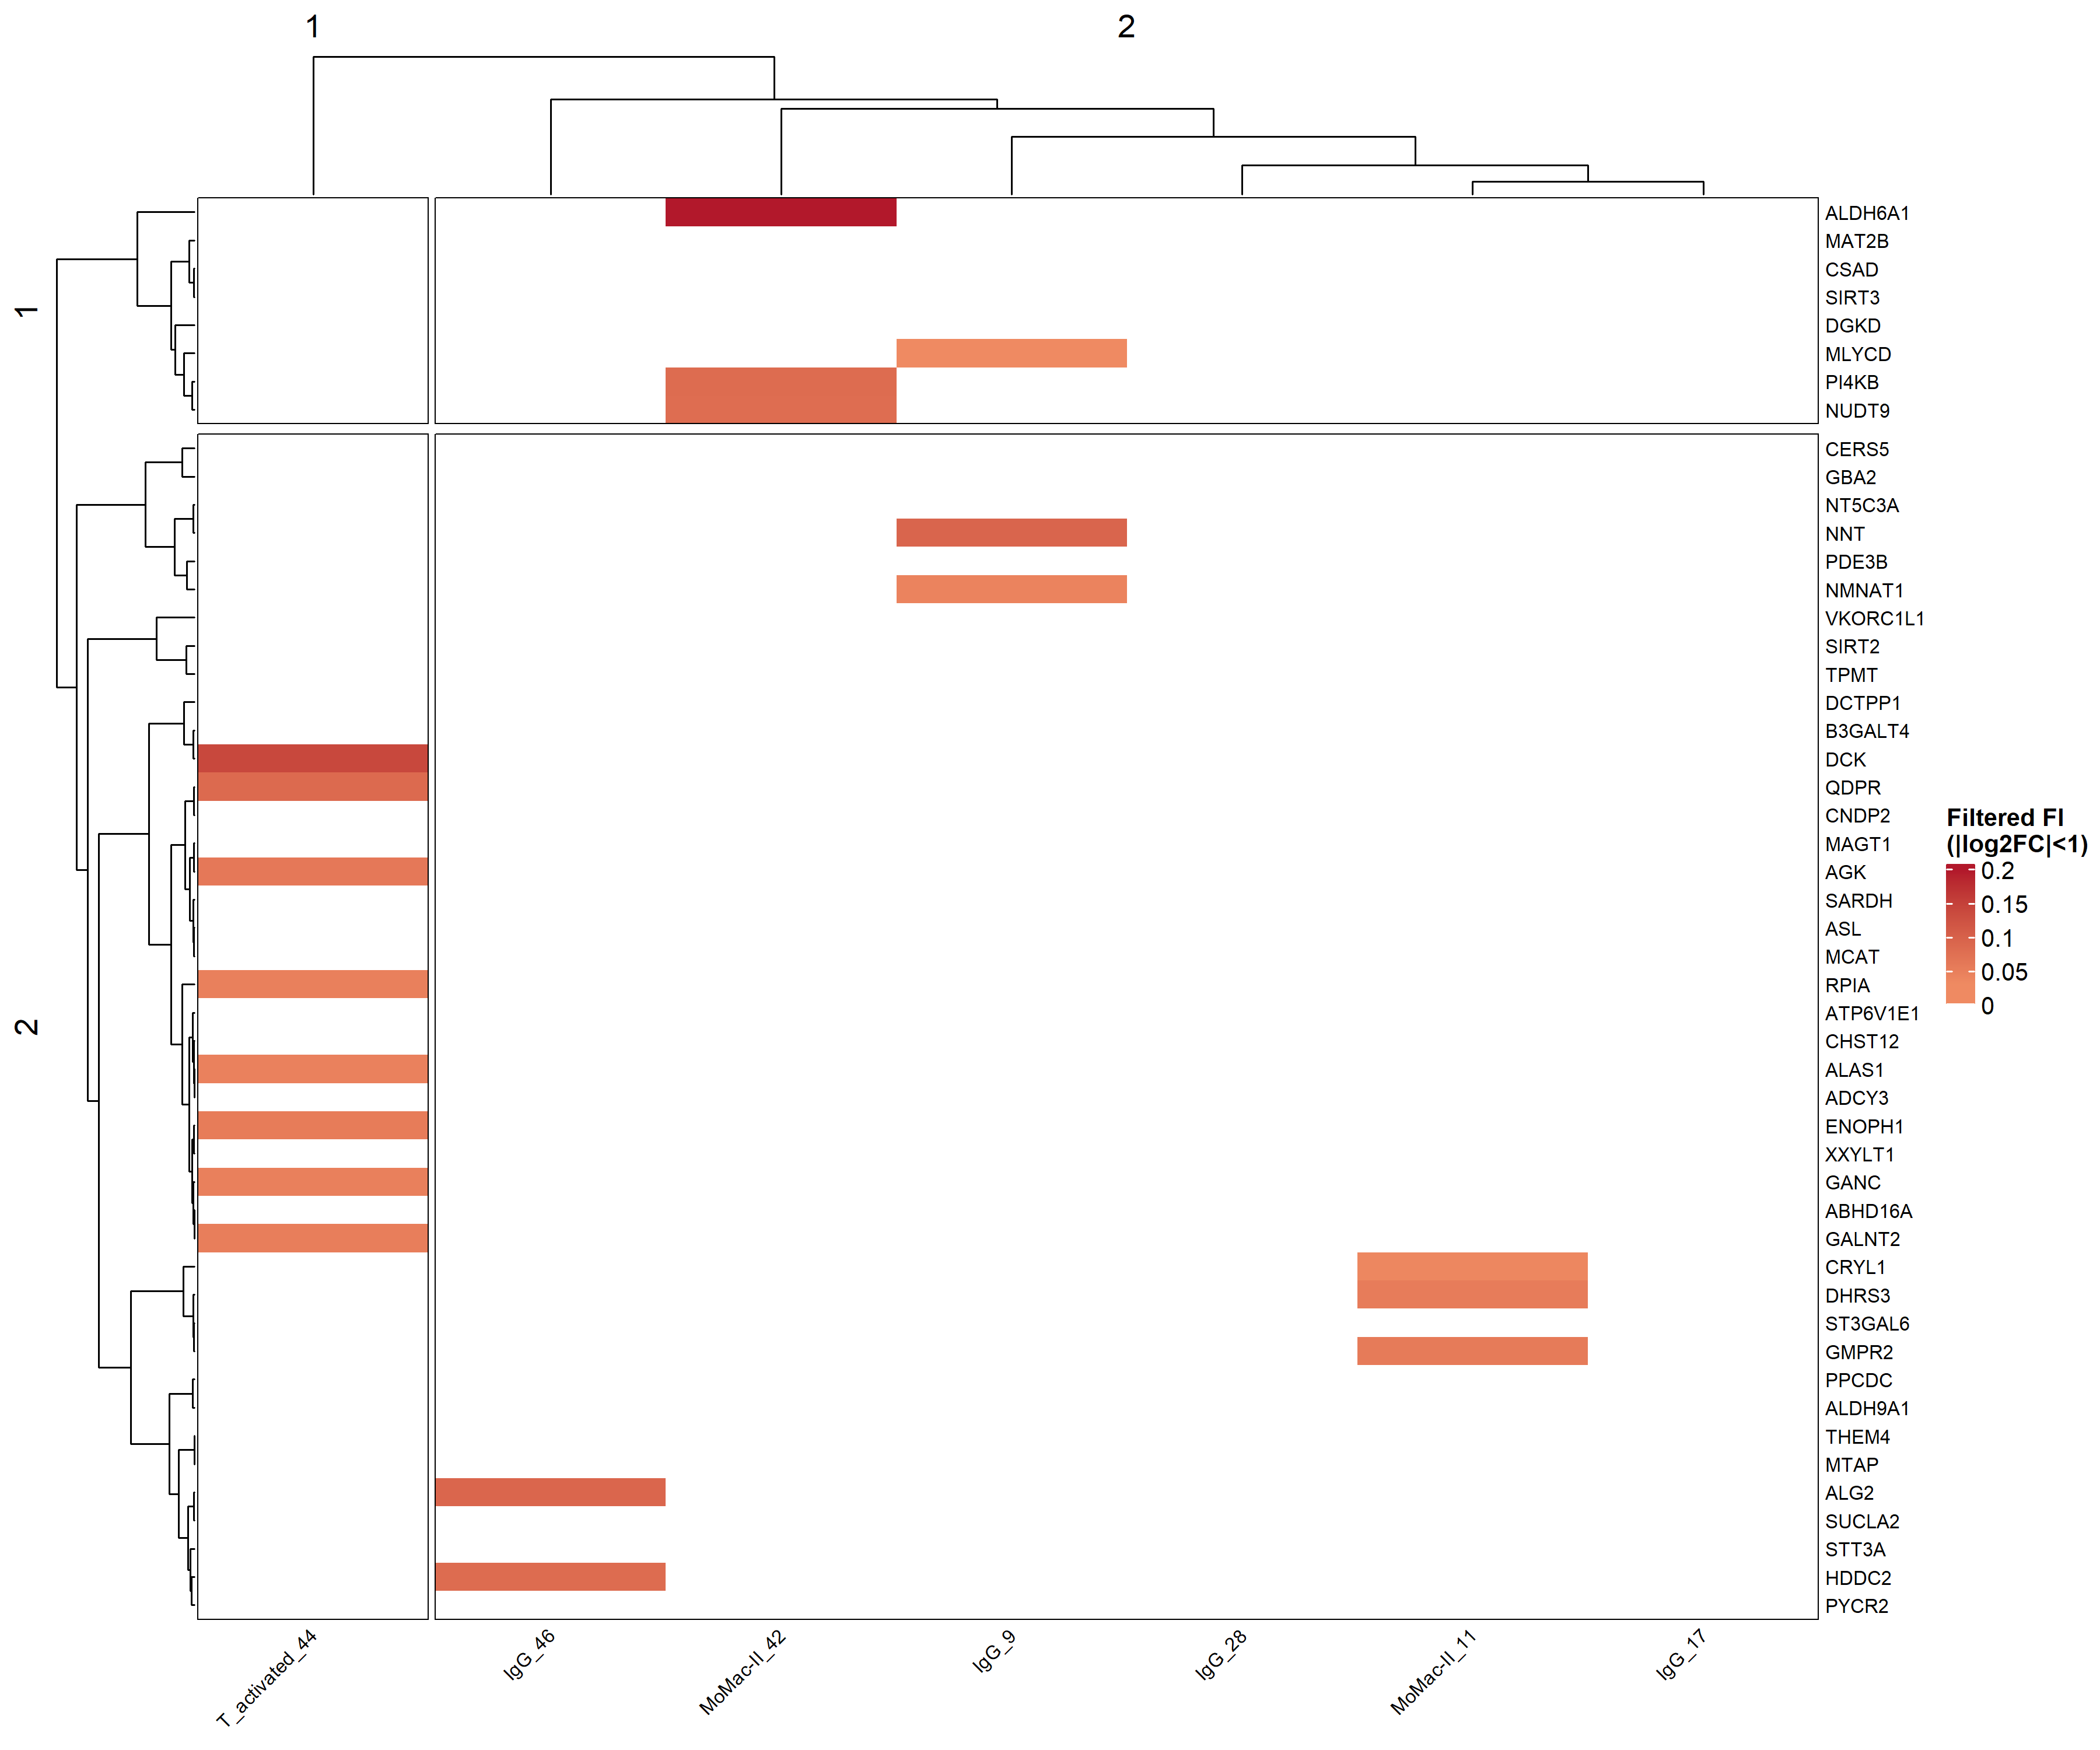 1
2
1
2
ALDH6A1
MAT2B
CSAD
SIRT3
DGKD
MLYCD
PI4KB
NUDT9
CERS5
GBA2
NT5C3A
NNT
PDE3B
NMNAT1
VKORC1L1
SIRT2
TPMT
DCTPP1
B3GALT4
DCK
QDPR
CNDP2
MAGT1
AGK
SARDH
ASL
MCAT
RPIA
ATP6V1E1
CHST12
ALAS1
ADCY3
ENOPH1
XXYLT1
GANC
ABHD16A
GALNT2
CRYL1
DHRS3
ST3GAL6
GMPR2
PPCDC
ALDH9A1
THEM4
MTAP
ALG2
SUCLA2
STT3A
HDDC2
PYCR2
Filtered FI
(|log2FC|<1)
0.2
0.15
0.1
0.05
0
T_activated_44
IgG_46
MoMac-II_42
IgG_9
IgG_28
MoMac-II_11
IgG_17